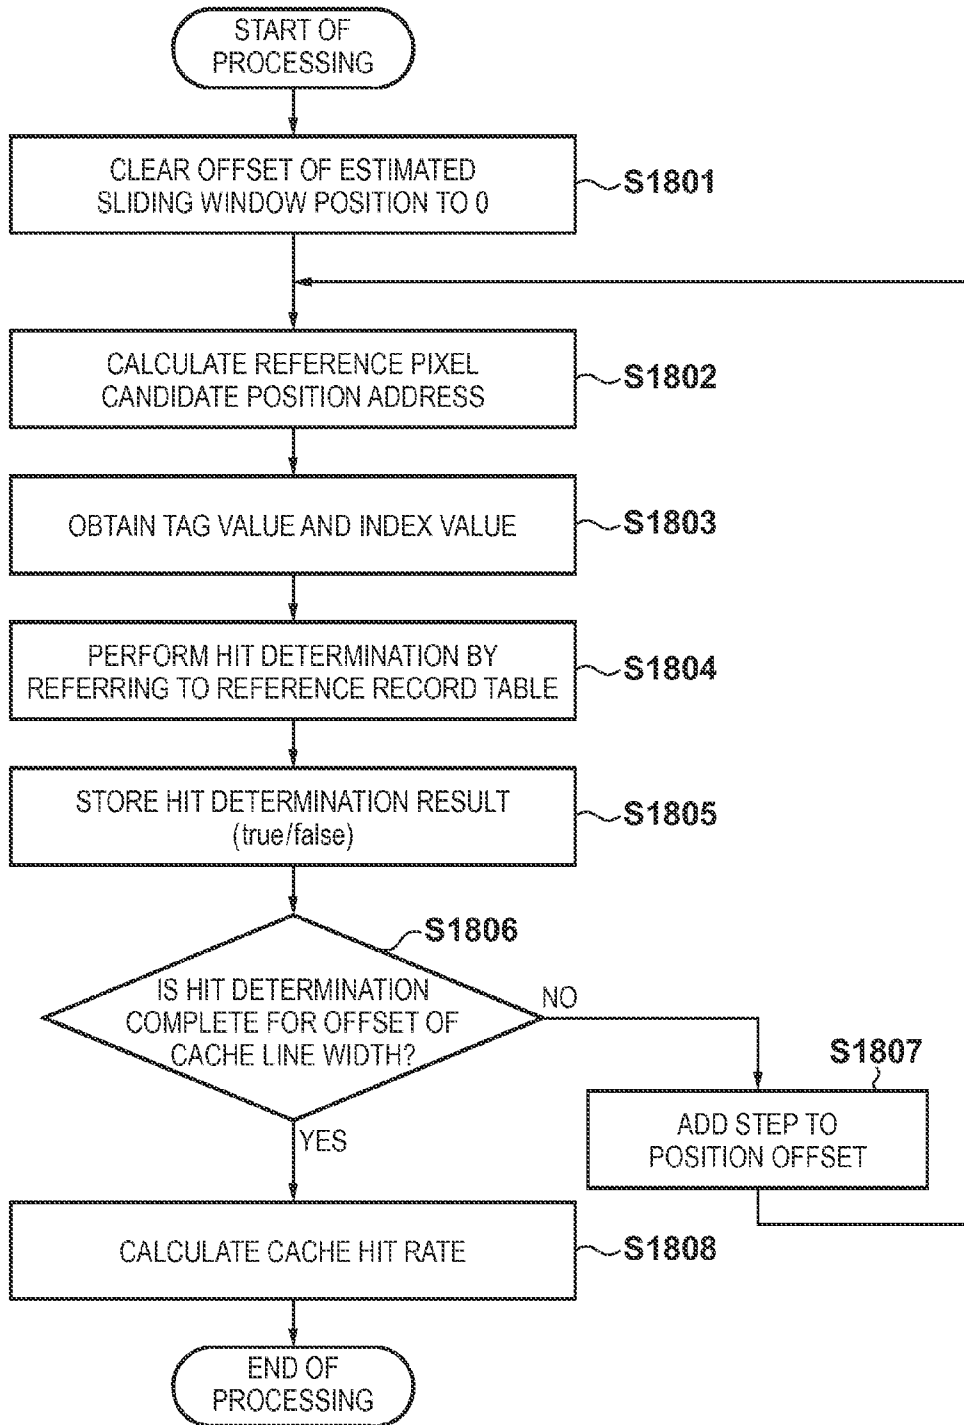 START OF
PROCESSING
CLEAR OFFSET OF ESTIMATED
SLIDING WINDOW POSITION TO 0
S1801
CALCULATE REFERENCE PIXEL
CANDIDATE POSITION ADDRESS
S1802
OBTAIN TAG VALUE AND INDEX VALUE
S1803
PERFORM HIT DETERMINATION BY
REFERRING TO REFERENCE RECORD TABLE
S1804
STORE HIT DETERMINATION RESULT
(true/false)
S1805
S1806
IS HIT DETERMINATION
COMPLETE FOR OFFSET OF
CACHE LINE WIDTH?
NO
S1807
ADD STEP TO
POSITION OFFSET
YES
CALCULATE CACHE HIT RATE
S1808
END OF
PROCESSING